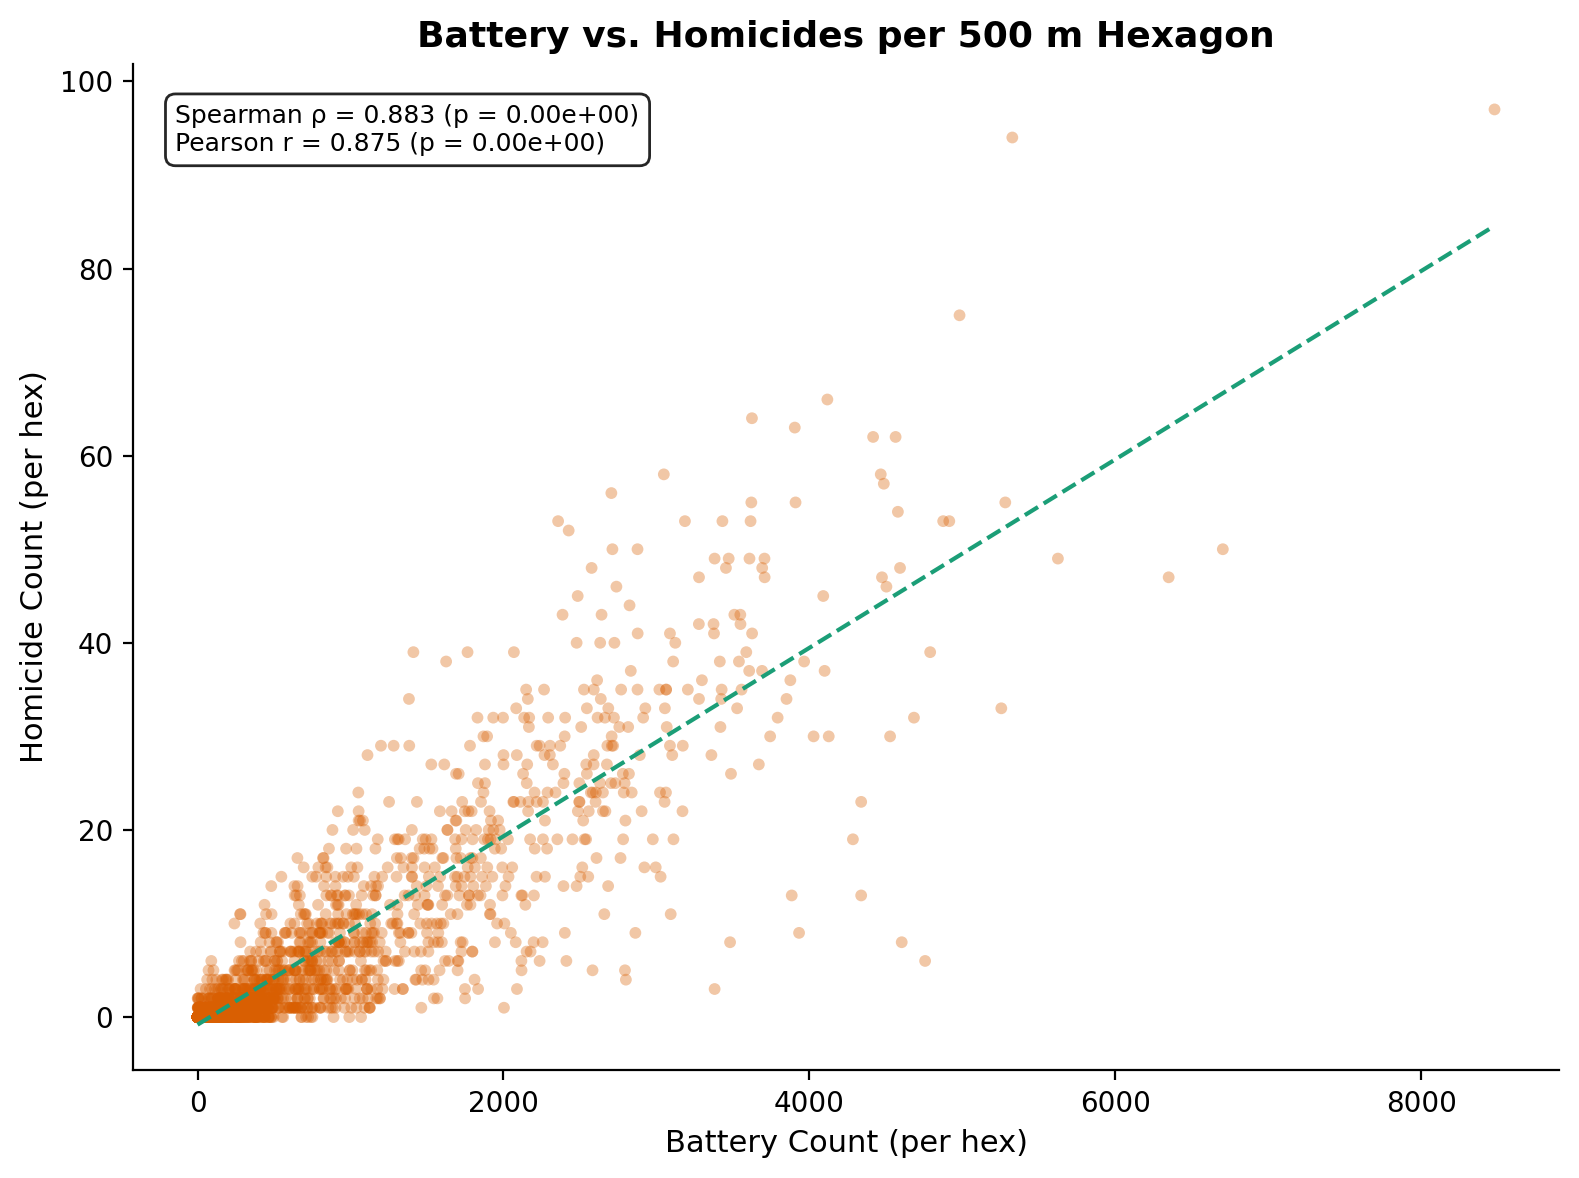 Battery vs. Homicides per 500 m Hexagon
Spearman ρ = 0.883 (p = 0.00e+00)
Pearson r = 0.875 (p = 0.00e+00)
Homicide Count (per hex)
100
80
60
40
20
0
0 2000 4000 6000 8000
Battery Count (per hex)